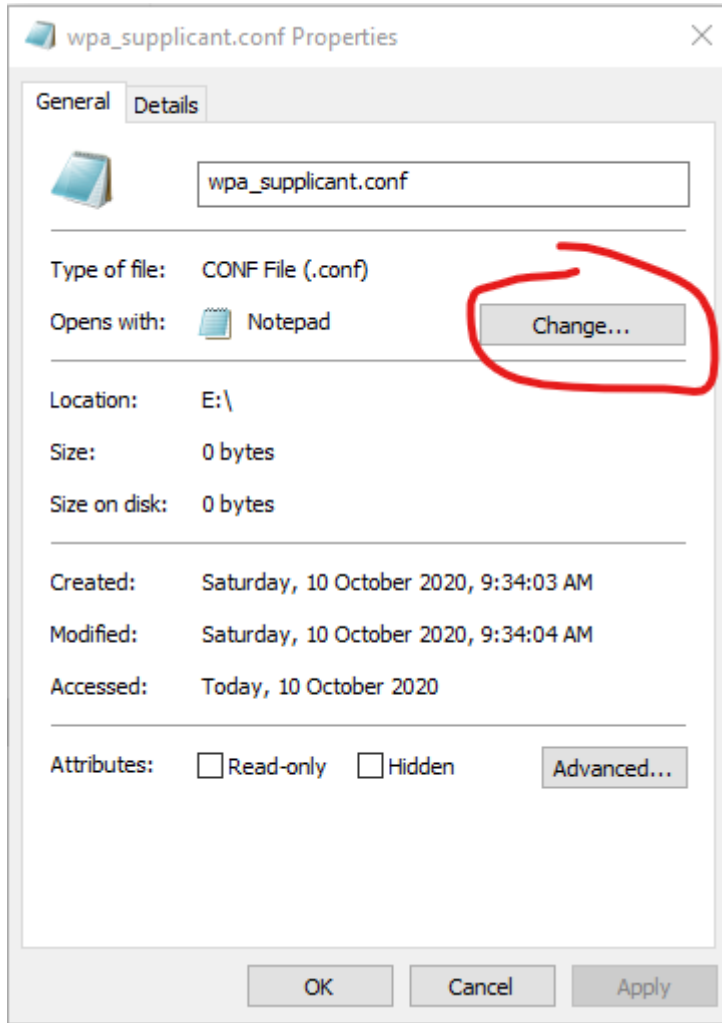 wpa_supplicant.conf Properties
General Details
wpa_supplicant.conf
Type of file: CONF File (.conf)
Opens with: Notepad Change...
Location: E:\
Size: 0 bytes
Size on disk: 0 bytes
Created: Saturday, 10 October 2020, 9:34:03 AM
Modified: Saturday, 10 October 2020, 9:34:04 AM
Accessed: Today, 10 October 2020
Attributes: Read-only Hidden Advanced...
OK Cancel Apply